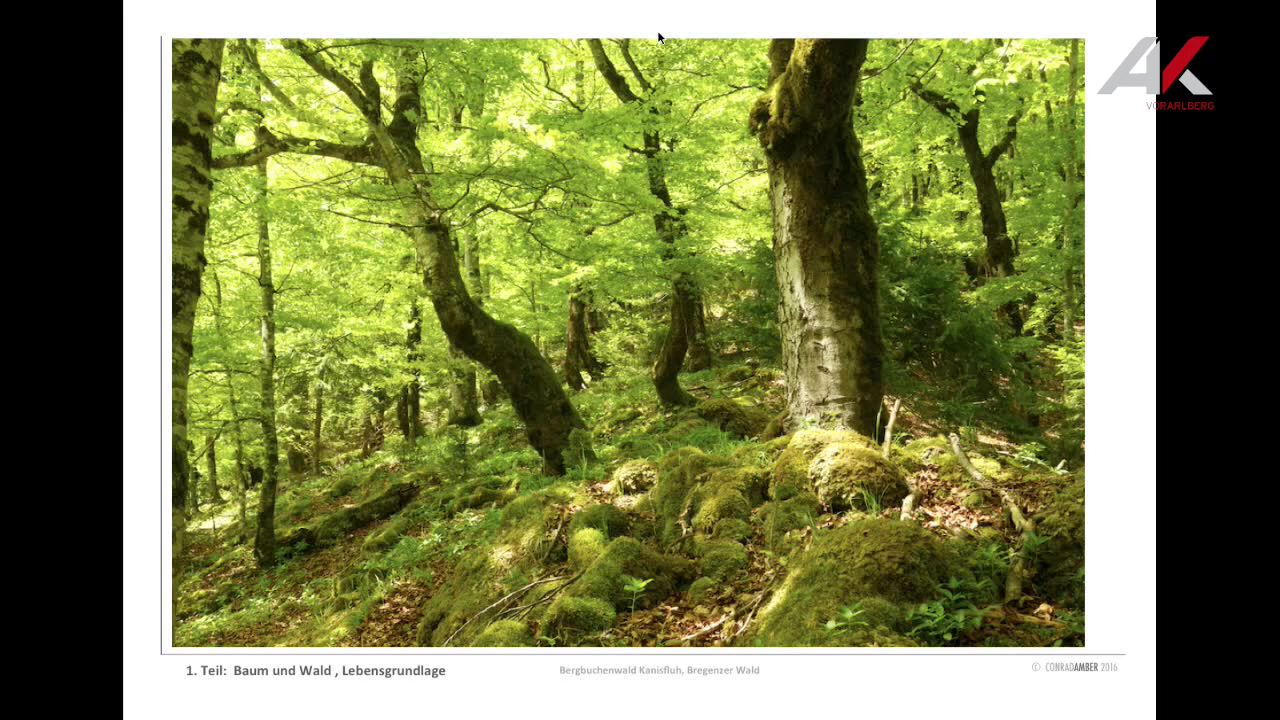 AK
VORARLBERG
1. Teil: Baum und Wald , Lebensgrundlage
Bergbuchenwald Kanisfluh, Bregenzer Wald
© CONRADAMBER 2016